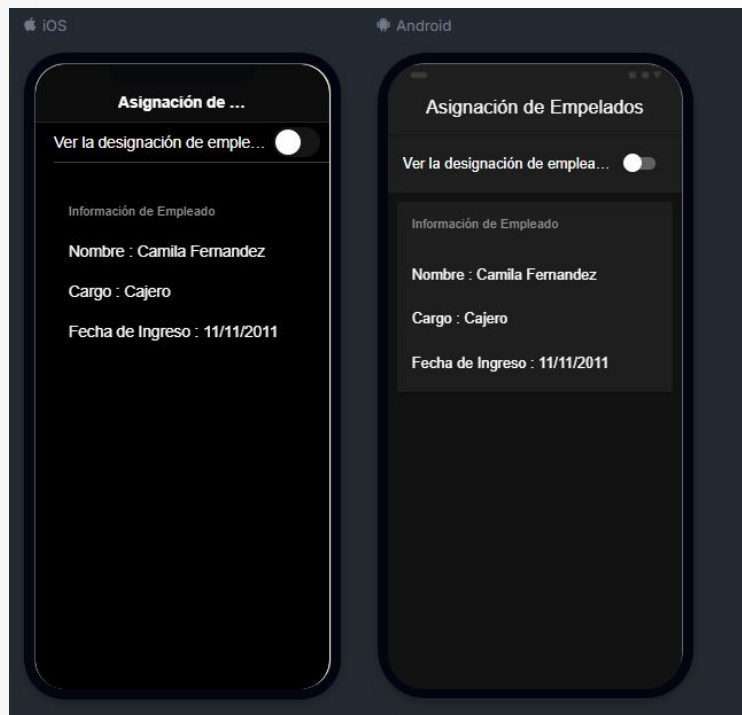 iOS
Asignación de ...
Ver la designación de emple...
Información de Empleado
Nombre : Camila Fernandez
Cargo : Cajero
Fecha de Ingreso : 11/11/2011
Android
Asignación de Empelados
Ver la designación de emplea...
Información de Empleado
Nombre : Camila Fernandez
Cargo : Cajero
Fecha de Ingreso : 11/11/2011